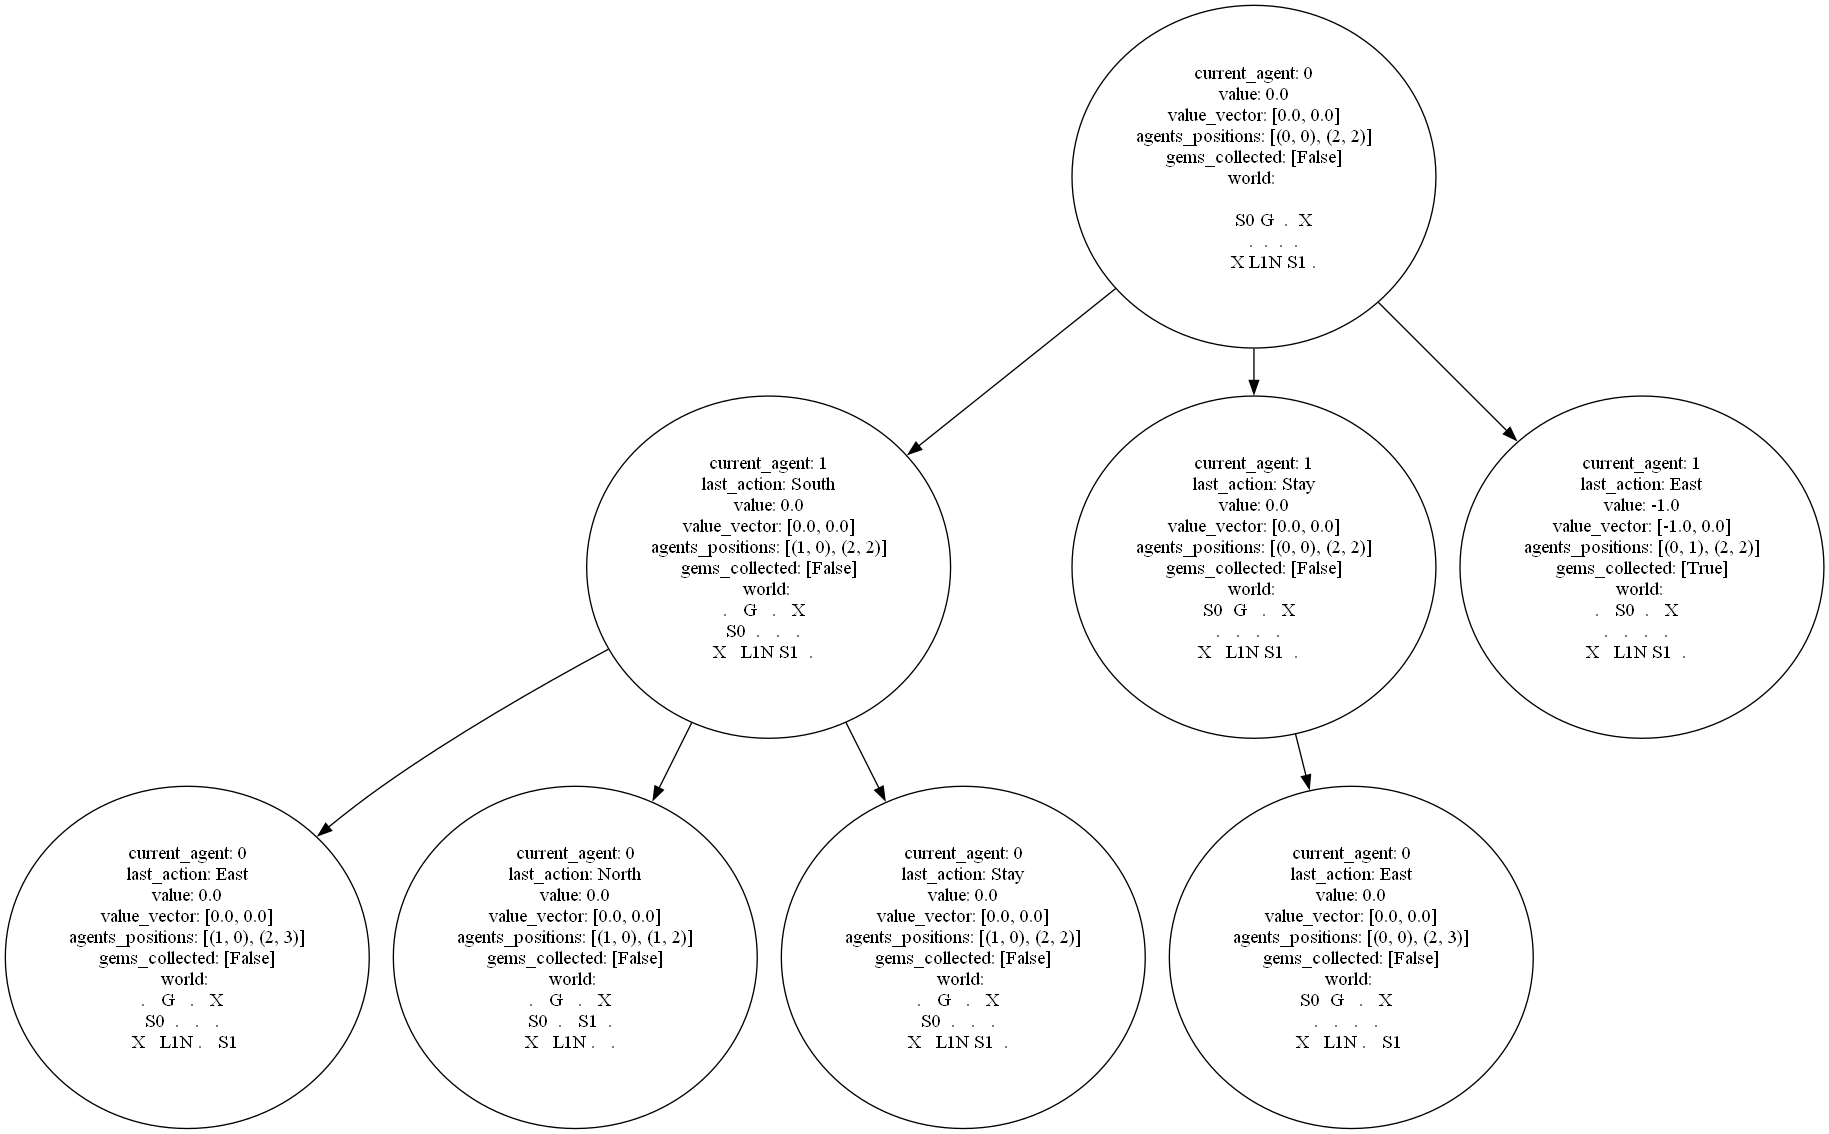 current_agent: 0
value: 0.0
value_vector: [0.0, 0.0]
agents_positions: [(0, 0), (2, 2)]
gems_collected: [False]
world:
S0 G . X
. . . .
X L1N S1 .
current_agent: 1
last_action: South
value: 0.0
value_vector: [0.0, 0.0]
agents_positions: [(1, 0), (2, 2)]
gems_collected: [False]
world:
. G . X
S0 . . .
X L1N S1 .
current_agent: 1
last_action: Stay
value: 0.0
value_vector: [0.0, 0.0]
agents_positions: [(0, 0), (2, 2)]
gems_collected: [False]
world:
S0 G . X
. . . .
X L1N S1 .
current_agent: 1
last_action: East
value: -1.0
value_vector: [-1.0, 0.0]
agents_positions: [(0, 1), (2, 2)]
gems_collected: [True]
world:
. S0 . X
. . . .
X L1N S1 .
current_agent: 0
last_action: East
value: 0.0
value_vector: [0.0, 0.0]
agents_positions: [(1, 0), (2, 3)]
gems_collected: [False]
world:
. G . X
S0 . . .
X L1N . S1
current_agent: 0
last_action: North
value: 0.0
value_vector: [0.0, 0.0]
agents_positions: [(1, 0), (1, 2)]
gems_collected: [False]
world:
. G . X
S0 . S1 .
X L1N . .
current_agent: 0
last_action: Stay
value: 0.0
value_vector: [0.0, 0.0]
agents_positions: [(1, 0), (2, 2)]
gems_collected: [False]
world:
. G . X
S0 . . .
X L1N S1 .
current_agent: 0
last_action: East
value: 0.0
value_vector: [0.0, 0.0]
agents_positions: [(0, 0), (2, 3)]
gems_collected: [False]
world:
S0 G . X
. . . .
X L1N . S1